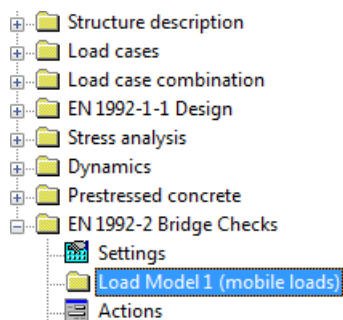 Structure description
Load cases
Load case combination
EN 1992-1-1 Design
Stress analysis
Dynamics
Prestressed concrete
EN 1992-2 Bridge Checks
Settings
Load Model 1 (mobile loads)
Actions